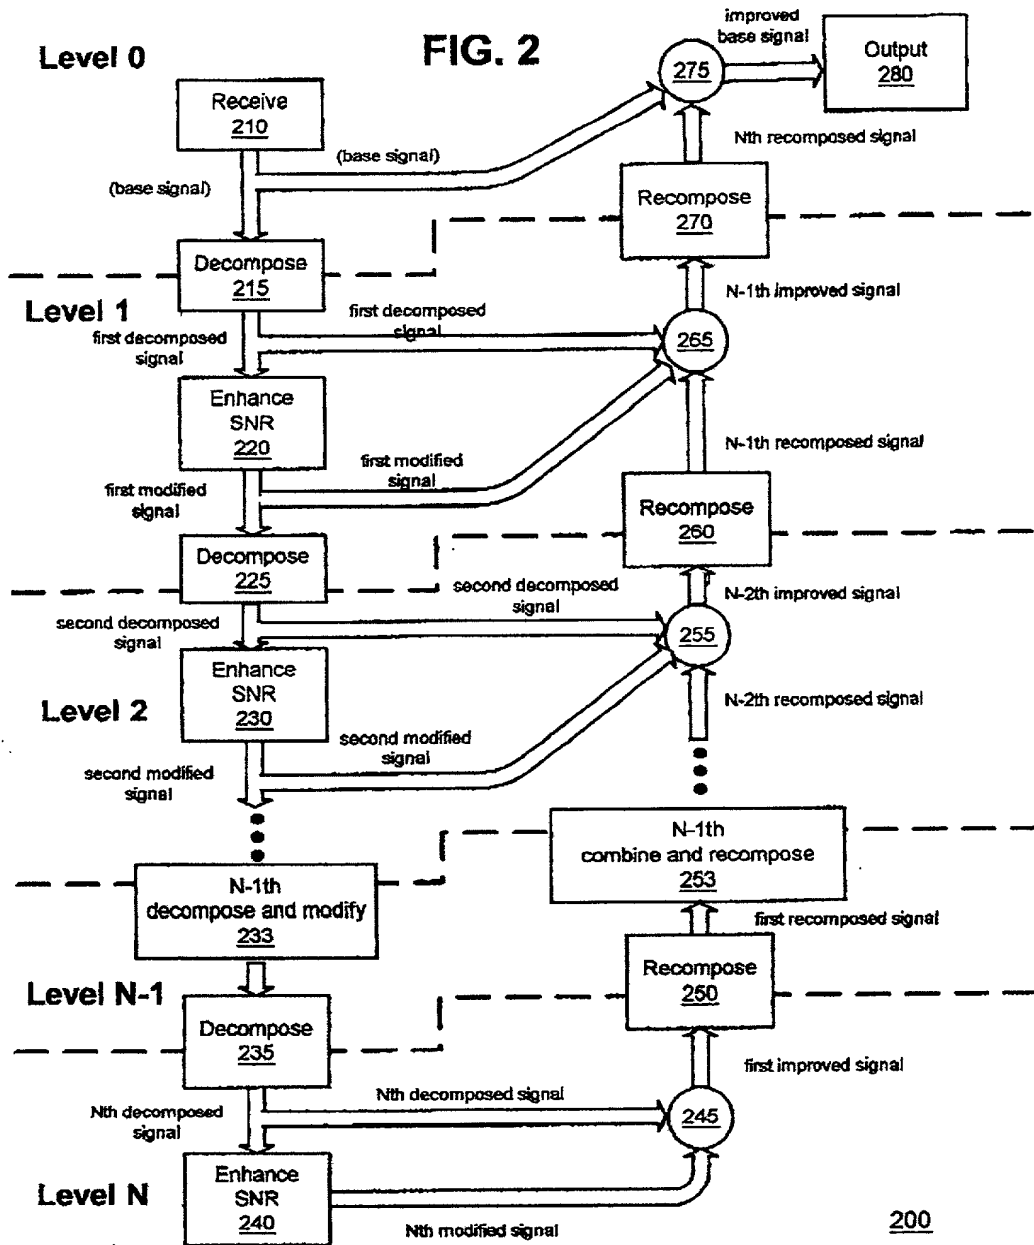 Level 0
FIG. 2
improved
base signal
Output
280
275
Receive
210
(base signal)
(base signal)
Nth recomposed signal
Recompose
270
Decompose
215
Level 1
N-1th improved signal
first decomposed
signal
first decomposed
signal
265
Enhance
SNR
220
N-1th recomposed signal
first modified
signal
first modified
signal
Recompose
260
Decompose
225
second decomposed
signal
N-2th improved signal
second decomposed
signal
255
Enhance
SNR
230
Level 2
N-2th recomposed signal
second modified
signal
second modified
signal
N-1th
combine and recompose
253
N-1th
decompose and modify
233
first recomposed signal
Recompose
250
Level N-1
Decompose
235
first improved signal
Nth decomposed
signal
Nth decomposed signal
245
Enhance
SNR
240
Level N
Nth modified signal
200